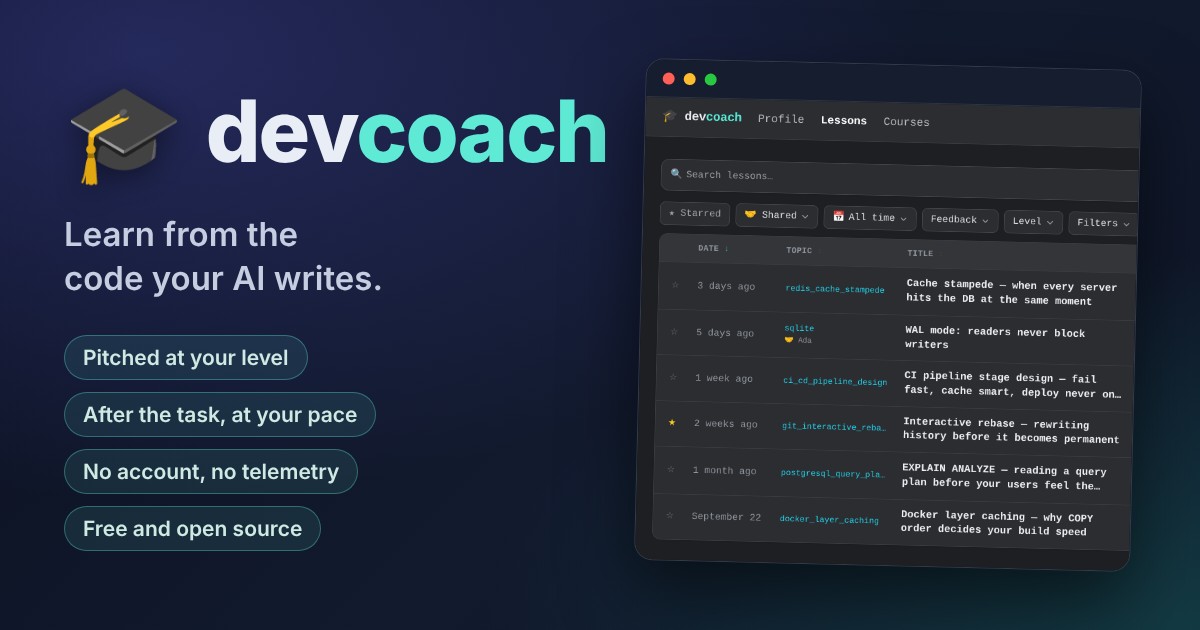 devcoach
Learn from the
code your AI writes.
Pitched at your level
After the task, at your pace
No account, no telemetry
Free and open source
devcoach Profile Lessons Courses
Search lessons…
★ Starred Shared All time Feedback Level Filters
DATE ↓ TOPIC TITLE
☆ 3 days ago redis_cache_stampede Cache stampede — when every server
hits the DB at the same moment
☆ 5 days ago sqlite WAL mode: readers never block
Ada writers
☆ 1 week ago ci_cd_pipeline_design CI pipeline stage design — fail
fast, cache smart, deploy never on…
★ 2 weeks ago git_interactive_reba… Interactive rebase — rewriting
history before it becomes permanent
☆ 1 month ago postgresql_query_pla… EXPLAIN ANALYZE — reading a query
plan before your users feel the…
☆ September 22 docker_layer_caching Docker layer caching — why COPY
order decides your build speed